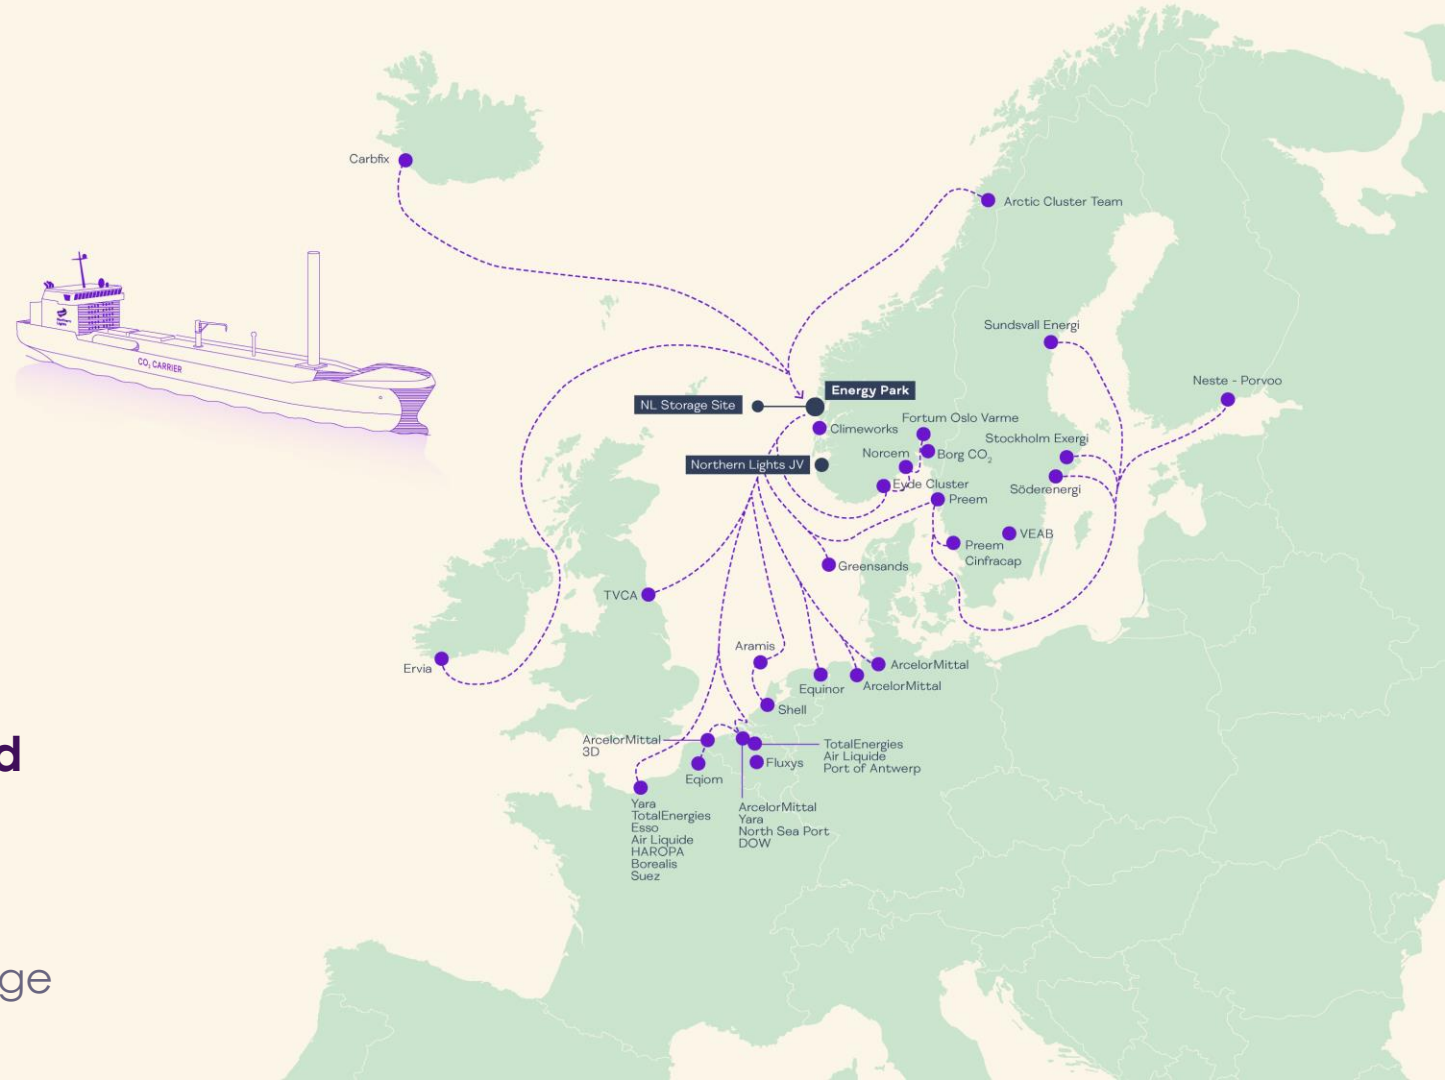 Carbfix
Arctic Cluster Team
CO₂ CARRIER
Sundsvall Energi
Neste - Porvoo
Energy Park
NL Storage Site
Fortum Oslo Varme
Climeworks
Stockholm Exergi
Norcem
Borg CO₂
Northern Lights JV
Eyde Cluster
Söderenergi
Preem
VEAB
Preem
Cinfracap
Greensands
TVCA
Aramis
Ervia
ArcelorMittal
Equinor
ArcelorMittal
Shell
ArcelorMittal
3D
TotalEnergies
Air Liquide
Port of Antwerp
Fluxys
Eqiom
Yara
TotalEnergies
Esso
Air Liquide
HAROPA
Borealis
Suez
ArcelorMittal
Yara
North Sea Port
DOW
d
ge